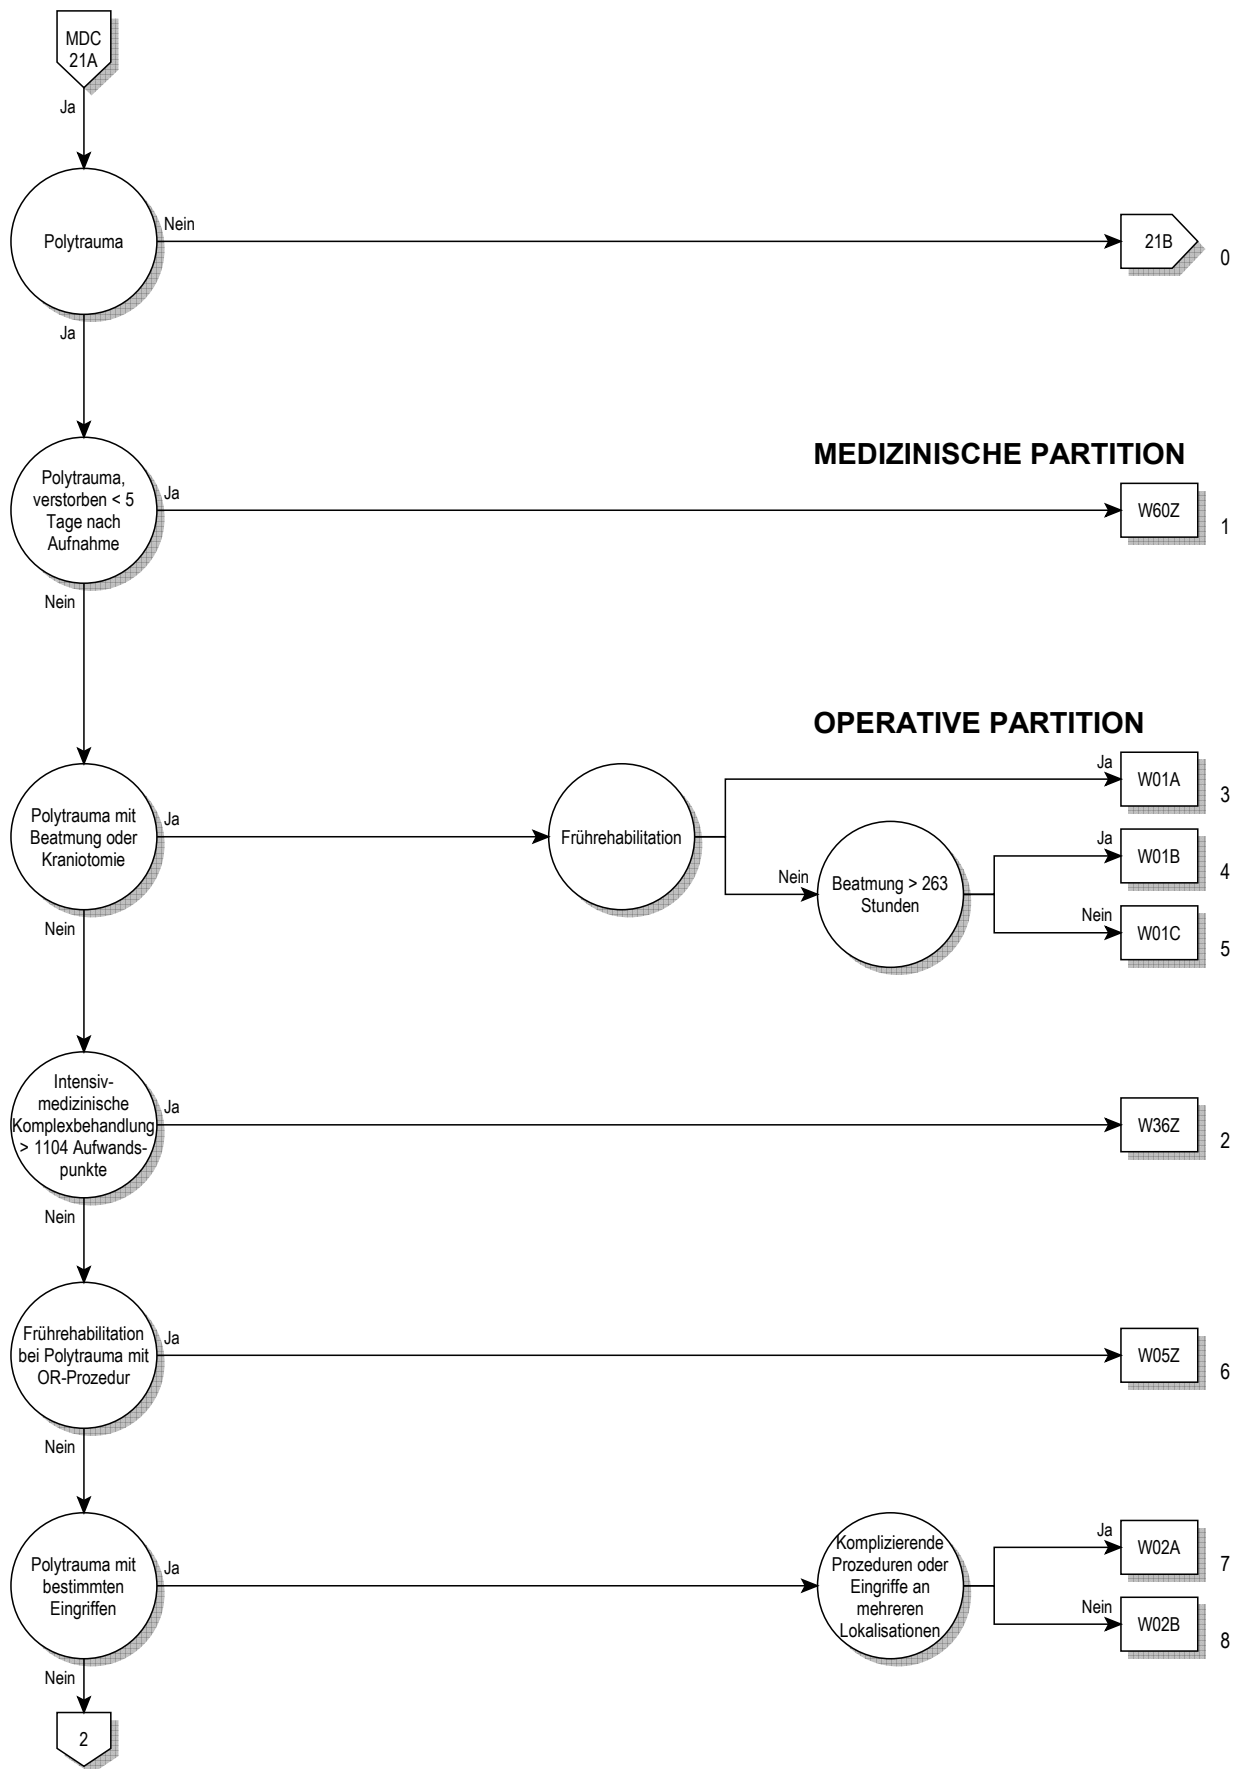 MDC
21A
Ja
Polytrauma
Nein
21B
0
Ja
MEDIZINISCHE PARTITION
Polytrauma,
verstorben < 5
Tage nach
Aufnahme
Ja
W60Z
1
Nein
OPERATIVE PARTITION
Polytrauma mit
Beatmung oder
Kraniotomie
Ja
Frührehabilitation
Ja
W01A
3
Nein
Beatmung > 263
Stunden
Ja
W01B
4
Nein
W01C
5
Nein
Intensiv-
medizinische
Komplexbehandlung
> 1104 Aufwands-
punkte
Ja
W36Z
2
Nein
Frührehabilitation
bei Polytrauma mit
OR-Prozedur
Ja
W05Z
6
Nein
Polytrauma mit
bestimmten
Eingriffen
Ja
Komplizierende
Prozeduren oder
Eingriffe an
mehreren
Lokalisationen
Ja
W02A
7
Nein
W02B
8
Nein
2